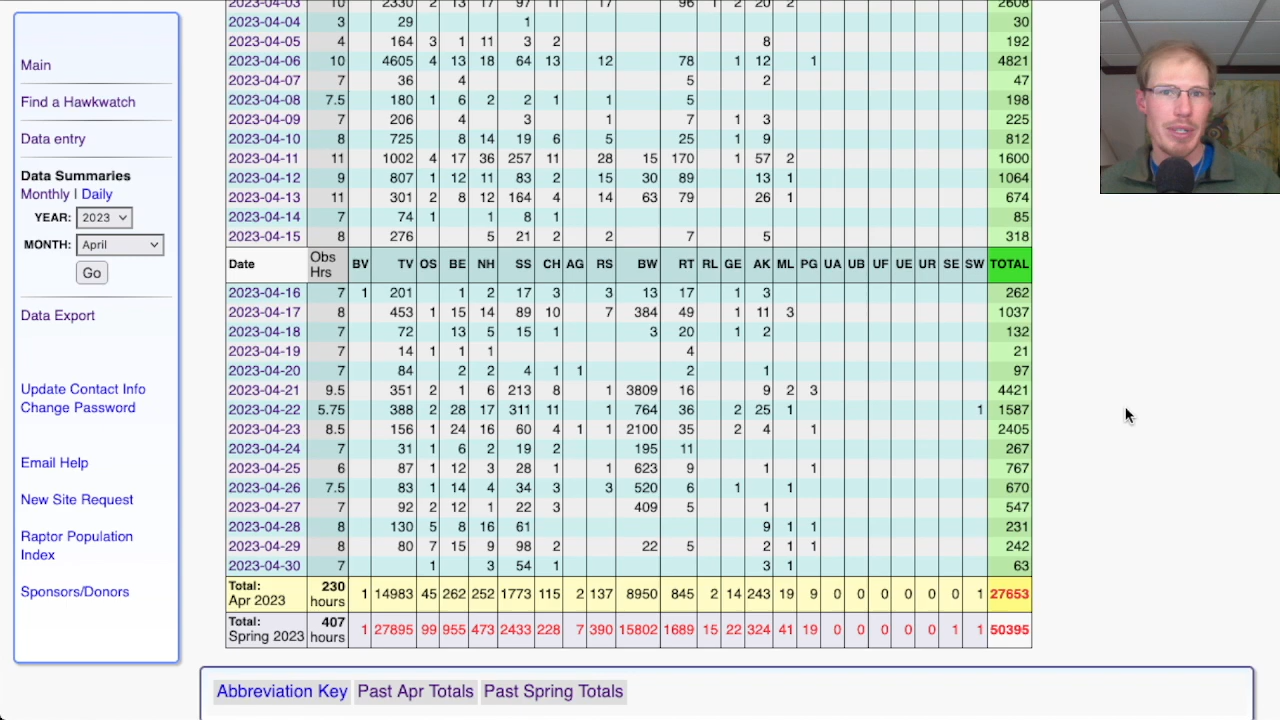 Main
Find a Hawkwatch
Data entry
Data Summaries
Monthly | Daily
YEAR: 2023
MONTH: April
Go
Data Export
Update Contact Info
Change Password
Email Help
New Site Request
Raptor Population
Index
Sponsors/Donors
2023-04-03 10 2330 2 13 17 97 11 17 96 1 2 20 2 2608
2023-04-04 3 29 1 30
2023-04-05 4 164 3 1 11 3 2 8 192
2023-04-06 10 4605 4 13 18 64 13 12 78 1 12 1 4821
2023-04-07 7 36 4 5 2 47
2023-04-08 7.5 180 1 6 2 2 1 1 5 198
2023-04-09 7 206 4 3 1 7 1 3 225
2023-04-10 8 725 8 14 19 6 5 25 1 9 812
2023-04-11 11 1002 4 17 36 257 11 28 15 170 1 57 2 1600
2023-04-12 9 807 1 12 11 83 2 15 30 89 13 1 1064
2023-04-13 11 301 2 8 12 164 4 14 63 79 26 1 674
2023-04-14 7 74 1 1 8 1 85
2023-04-15 8 276 5 21 2 2 7 5 318
Date Obs Hrs BV TV OS BE NH SS CH AG RS BW RT RL GE AK ML PG UA UB UF UE UR SE SW TOTAL
2023-04-16 7 1 201 1 2 17 3 3 13 17 1 3 262
2023-04-17 8 453 1 15 14 89 10 7 384 49 1 11 3 1037
2023-04-18 7 72 13 5 15 1 3 20 1 2 132
2023-04-19 7 14 1 1 1 4 21
2023-04-20 7 84 2 2 4 1 1 2 1 97
2023-04-21 9.5 351 2 1 6 213 8 1 3809 16 9 2 3 4421
2023-04-22 5.75 388 2 28 17 311 11 1 764 36 2 25 1 1 1587
2023-04-23 8.5 156 1 24 16 60 4 1 1 2100 35 2 4 1 2405
2023-04-24 7 31 1 6 2 19 2 195 11 267
2023-04-25 6 87 1 12 3 28 1 1 623 9 1 1 767
2023-04-26 7.5 83 1 14 4 34 3 3 520 6 1 1 670
2023-04-27 7 92 2 12 1 22 3 409 5 1 547
2023-04-28 8 130 5 8 16 61 9 1 1 231
2023-04-29 8 80 7 15 9 98 2 22 5 2 1 1 242
2023-04-30 7 1 3 54 1 3 1 63
Total: Apr 2023 230 hours 1 14983 45 262 252 1773 115 2 137 8950 845 2 14 243 19 9 0 0 0 0 0 0 1 27653
Total: Spring 2023 407 hours 1 27895 99 955 473 2433 228 7 390 15802 1689 15 22 324 41 19 0 0 0 0 0 1 1 50395
Abbreviation Key Past Apr Totals Past Spring Totals